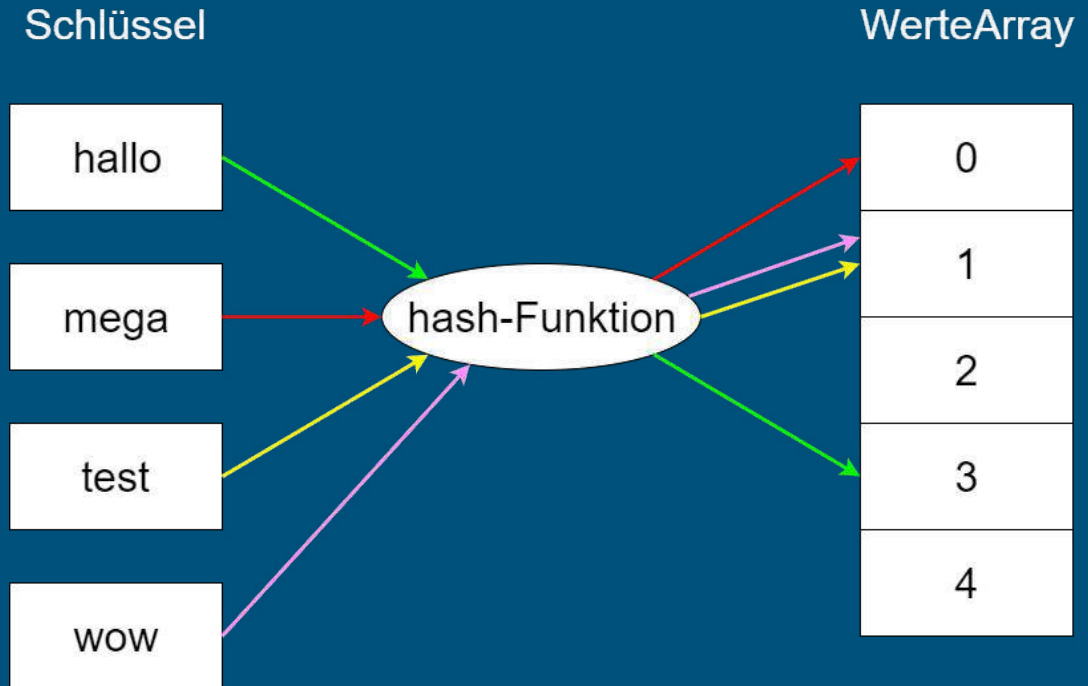 Schlüssel
WerteArray
hallo
mega
test
wow
hash-Funktion
0
1
2
3
4